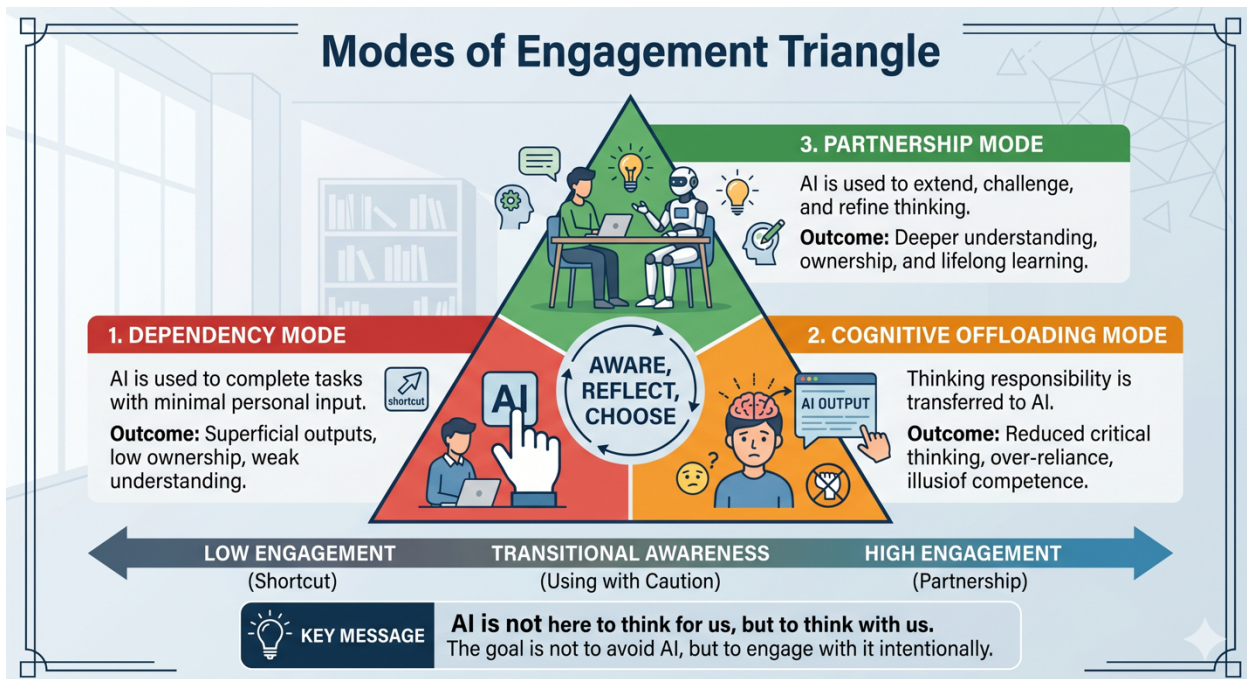 Modes of Engagement Triangle
3. PARTNERSHIP MODE
AI is used to extend, challenge,
and refine thinking.
Outcome: Deeper understanding,
ownership, and lifelong learning.
1. DEPENDENCY MODE
AI is used to complete tasks
with minimal personal input.
Outcome: Superficial outputs,
low ownership, weak
understanding.
shortcut
AI
AWARE,
REFLECT,
CHOOSE
2. COGNITIVE OFFLOADING MODE
AI OUTPUT
?
Thinking responsibility is
transferred to AI.
Outcome: Reduced critical
thinking, over-reliance,
illusiof competence.
LOW ENGAGEMENT
(Shortcut)
TRANSITIONAL AWARENESS
(Using with Caution)
HIGH ENGAGEMENT
(Partnership)
KEY MESSAGE
AI is not here to think for us, but to think with us.
The goal is not to avoid AI, but to engage with it intentionally.